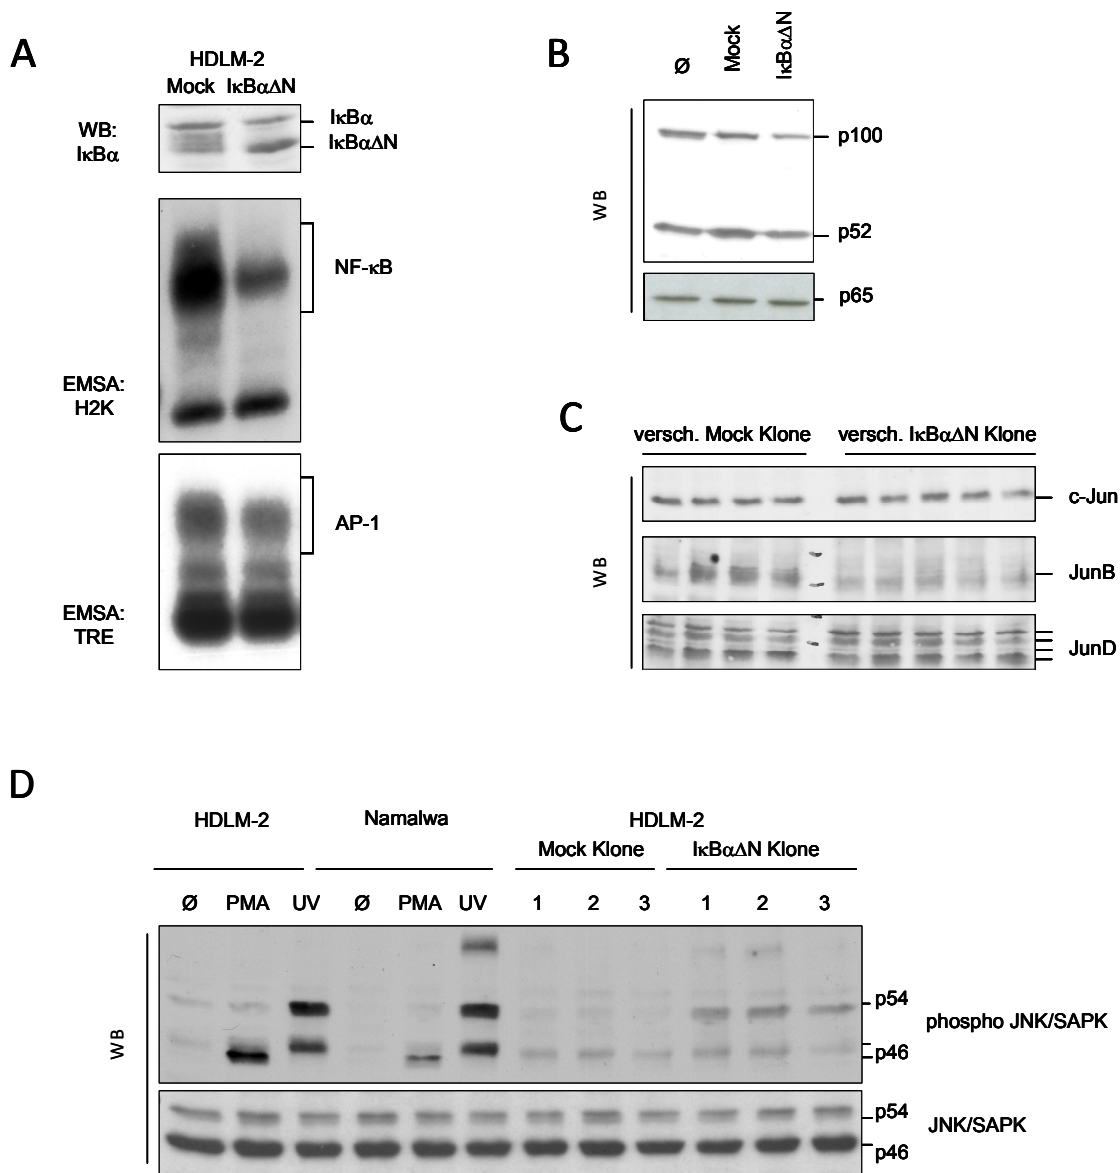 A
HDLM-2
Mock IκBαΔN
WB:
IκBα
IκBα
IκBαΔN
NF-κB
EMSA:
H2K
AP-1
EMSA:
TRE
B
Ø
Mock
IκBαΔN
WB
p100
p52
p65
C
versch. Mock Klone
versch. IκBαΔN Klone
WB
c-Jun
JunB
JunD
D
HDLM-2
Namalwa
HDLM-2
Mock Klone
IκBαΔN Klone
Ø PMA UV Ø PMA UV 1 2 3 1 2 3
WB
p54
phospho JNK/SAPK
p46
p54
JNK/SAPK
p46